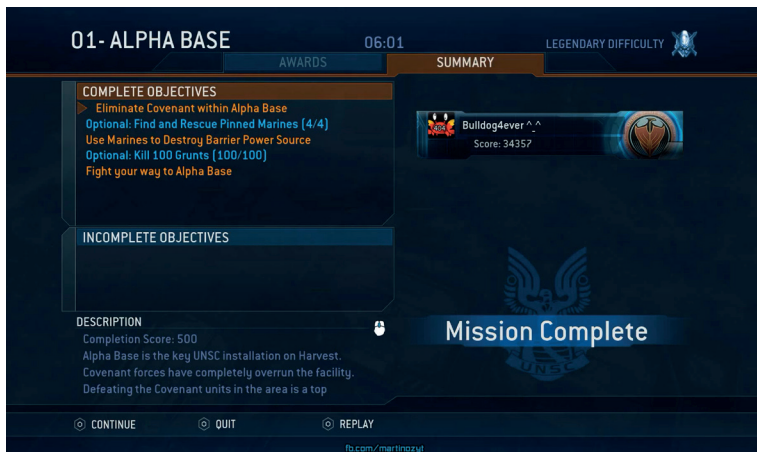 01- ALPHA BASE
06:01
LEGENDARY DIFFICULTY
AWARDS
SUMMARY
COMPLETE OBJECTIVES
Eliminate Covenant within Alpha Base
Optional: Find and Rescue Pinned Marines (4/4)
Use Marines to Destroy Barrier Power Source
Optional: Kill 100 Grunts (100/100)
Fight your way to Alpha Base
404
Bulldog4ever ^_^
Score: 34357
INCOMPLETE OBJECTIVES
DESCRIPTION
Completion Score: 500
Alpha Base is the key UNSC installation on Harvest.
Covenant forces have completely overrun the facility.
Defeating the Covenant units in the area is a top
Mission Complete
UNSC
CONTINUE
QUIT
REPLAY
fb.com/martinozyt